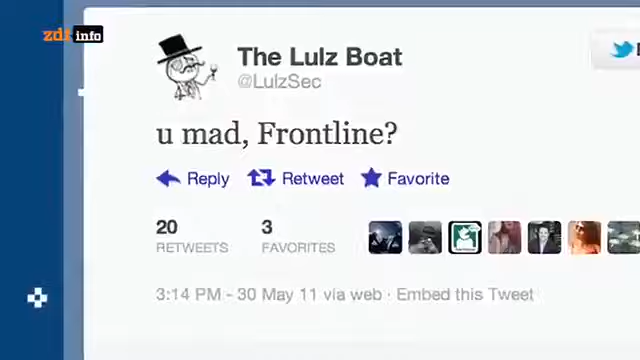 zdf info
The Lulz Boat
@LulzSec
u mad, Frontline?
Reply Retweet Favorite
20 3
RETWEETS FAVORITES
3:14 PM - 30 May 11 via web · Embed this Tweet